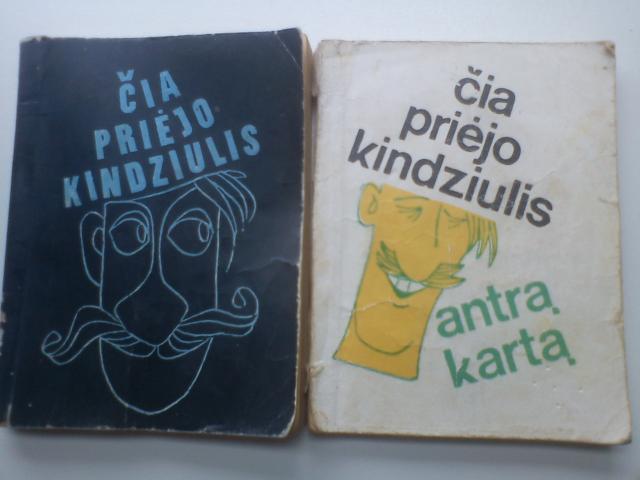 ČIA
PRIĖJO
KINDZIULIS
čia
priėjo
kindziulis
antrą
kartą